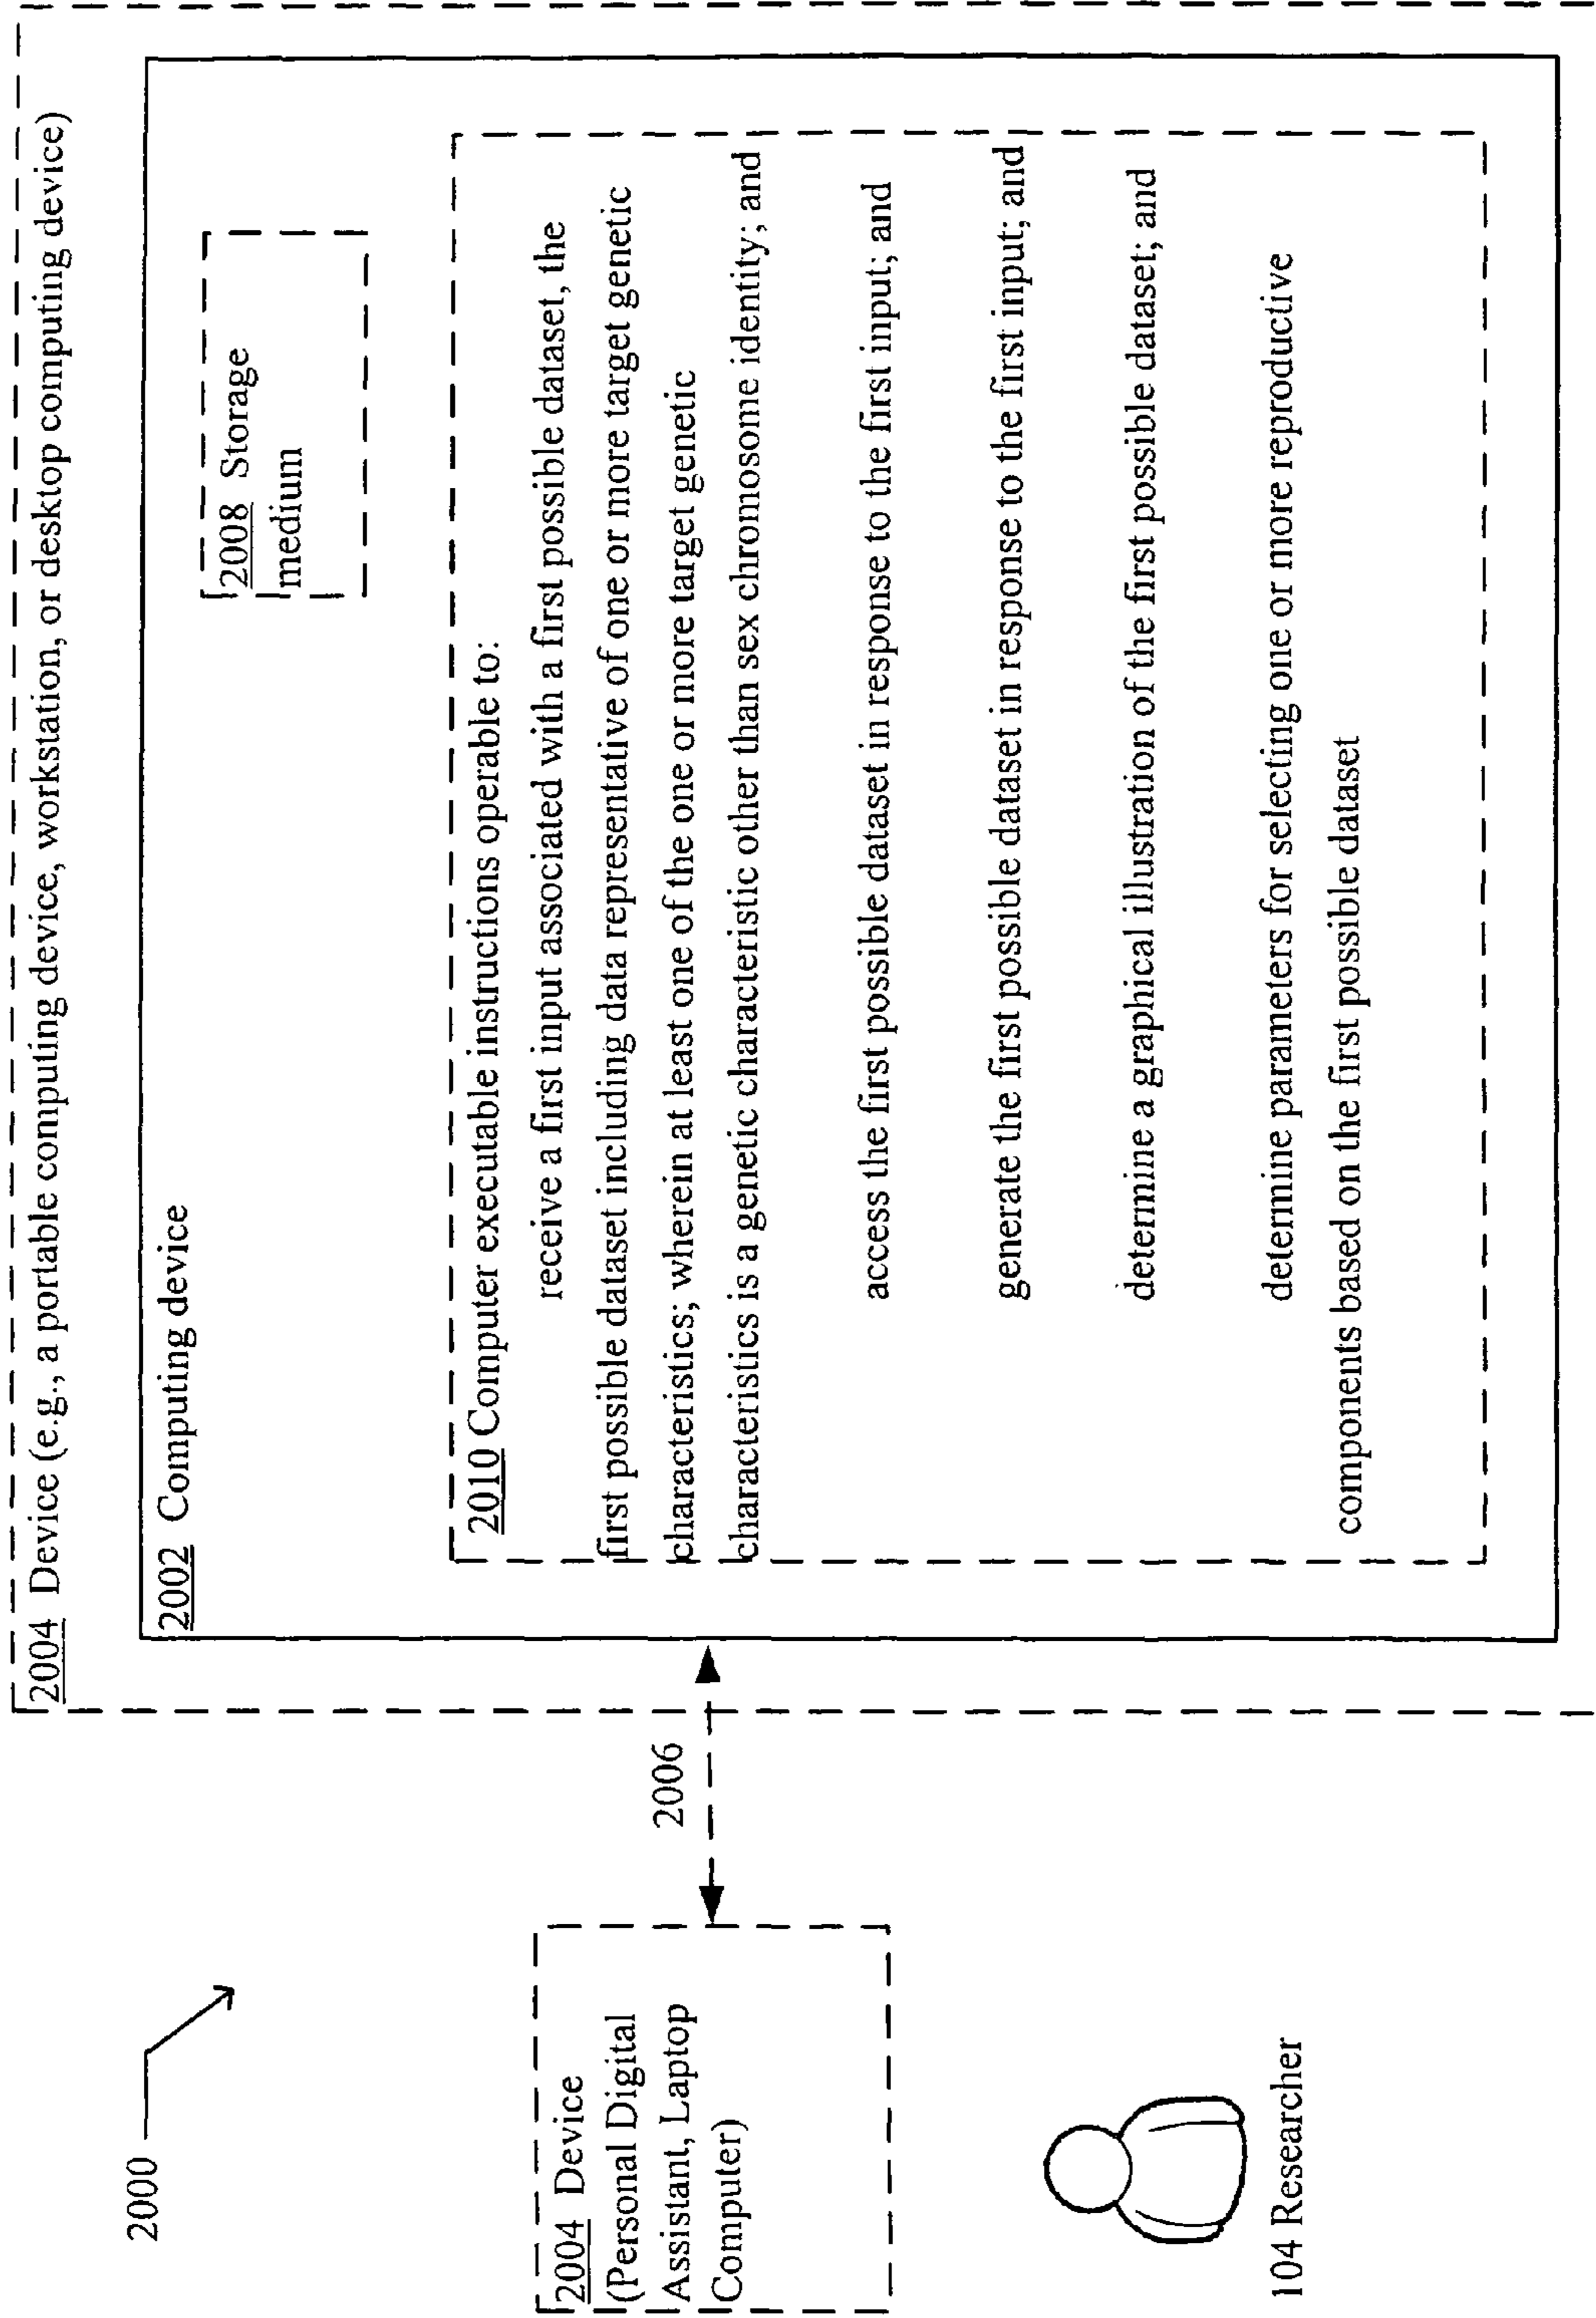 2000
2004 Device (e.g., a portable computing device, workstation, or desktop computing device)
2002 Computing device
2008 Storage
medium
2010 Computer executable instructions operable to:
receive a first input associated with a first possible dataset, the
first possible dataset including data representative of one or more target genetic
characteristics; wherein at least one of the one or more target genetic
characteristics is a genetic characteristic other than sex chromosome identity; and
access the first possible dataset in response to the first input; and
generate the first possible dataset in response to the first input; and
determine a graphical illustration of the first possible dataset; and
determine parameters for selecting one or more reproductive
components based on the first possible dataset
2006
2004 Device
(Personal Digital
Assistant, Laptop
Computer)
104 Researcher